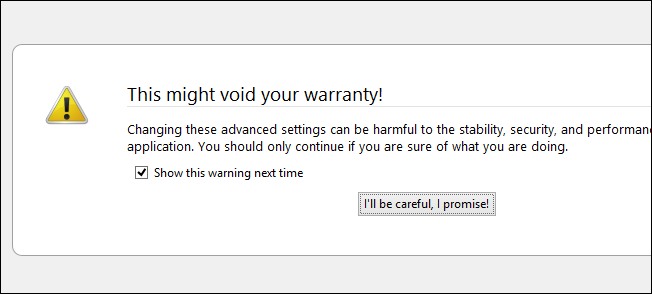 This might void your warranty!
Changing these advanced settings can be harmful to the stability, security, and
application. You should only continue if you are sure of what you are doing.
Show this warning next time
I'll be careful, I promise!